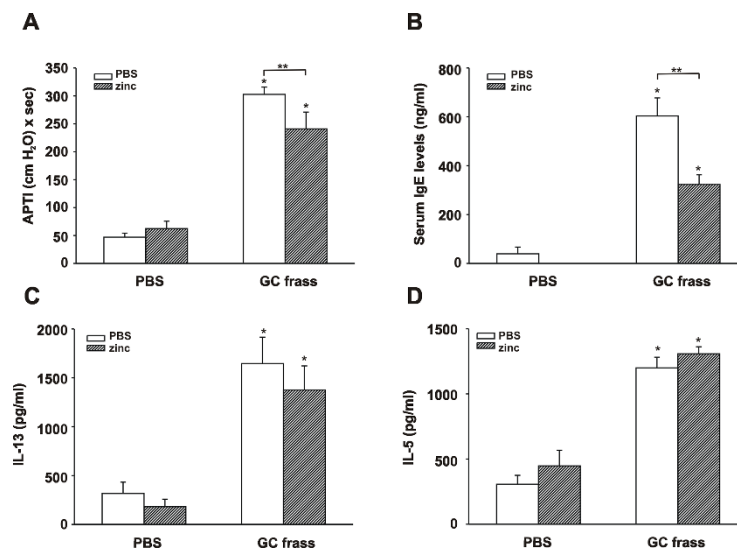 A
APTI (cm H₂O) x sec)
350
300
250
200
150
100
50
0
PBS
zinc
*
**
*
PBS
GC frass
B
Serum IgE levels (ng/ml)
800
600
400
200
0
PBS
zinc
*
**
*
PBS
GC frass
C
IL-13 (pg/ml)
2000
1500
1000
500
0
PBS
zinc
*
*
PBS
GC frass
D
IL-5 (pg/ml)
1500
1000
500
0
PBS
zinc
*
*
PBS
GC frass